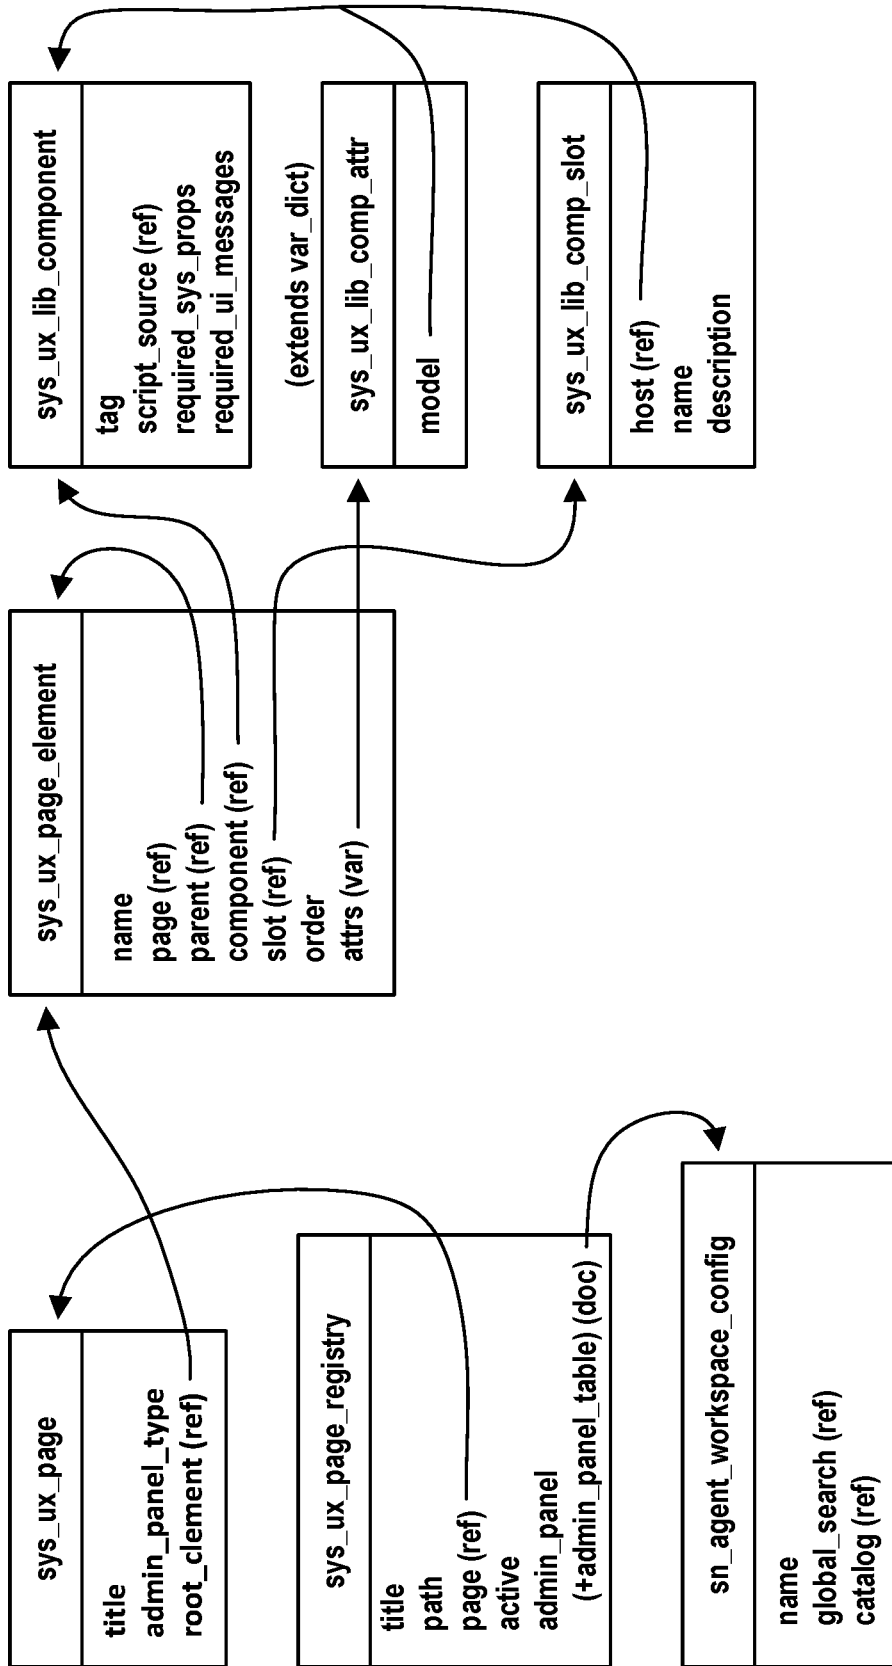 sys_ux_page
title
admin_panel_type
root_clement (ref)
sys_ux_page_registry
title
path
page (ref)
active
admin_panel
(+admin_panel_table) (doc)
sn_agent_workspace_config
name
global_search (ref)
catalog (ref)
sys_ux_page_element
name
page (ref)
parent (ref)
component (ref)
slot (ref)
order
attrs (var)
sys_ux_lib_component
tag
script_source (ref)
required_sys_props
required_ui_messages
(extends var_dict)
sys_ux_lib_comp_attr
model
sys_ux_lib_comp_slot
host (ref)
name
description